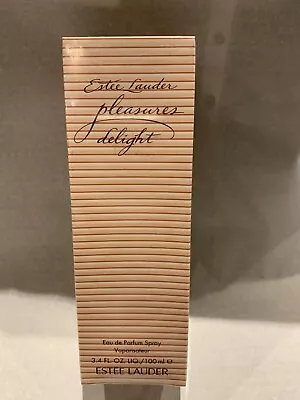 Estée Lauder
pleasures
delight
Eau de Parfum Spray
Vaporisateur
3.4 FL. OZ. LIQ./100 ml ℮
ESTĒE LAUDER